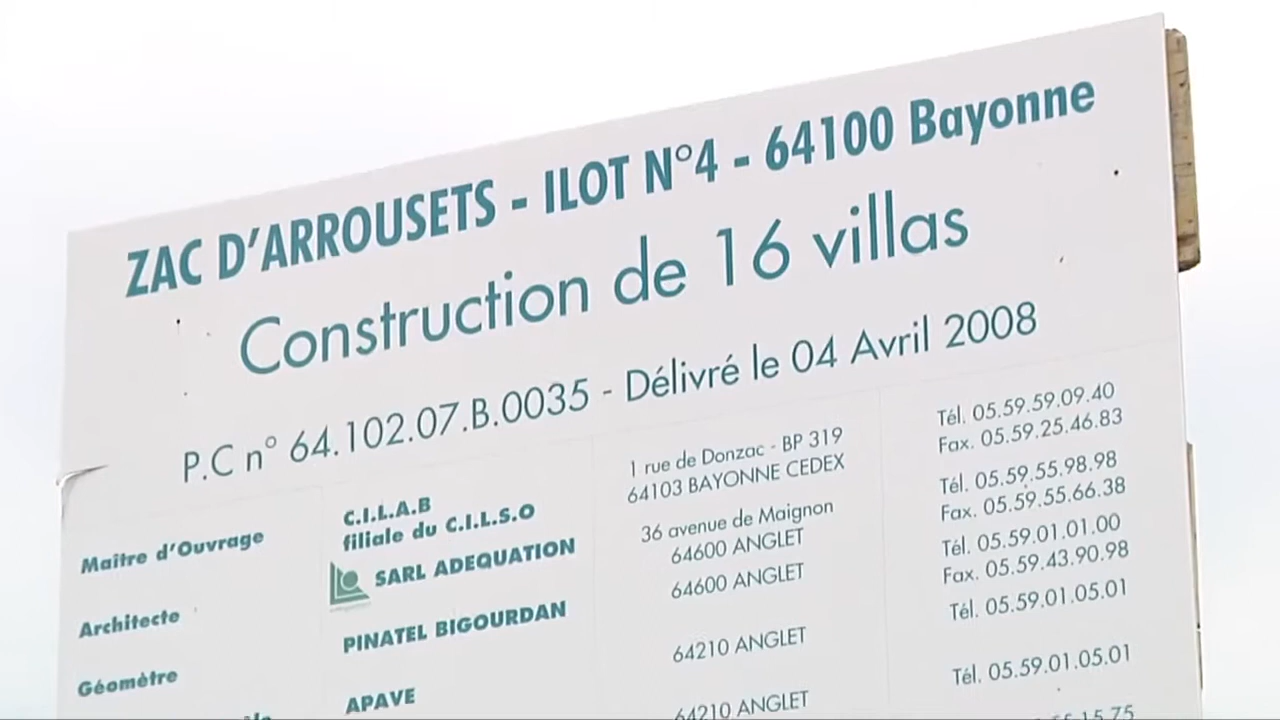 ZAC D'ARROUSETS - ILOT N°4 - 64100 Bayonne
Construction de 16 villas
P.C n° 64.102.07.B.0035 - Délivré le 04 Avril 2008
Maître d'Ouvrage
C.I.L.A.B
filiale du C.I.L.S.O
1 rue de Donzac - BP 319
64103 BAYONNE CEDEX
Tél. 05.59.59.09.40
Fax. 05.59.25.46.83
Architecte
SARL ADEQUATION
36 avenue de Maignon
64600 ANGLET
Tél. 05.59.55.98.98
Fax. 05.59.55.66.38
Géomètre
PINATEL BIGOURDAN
64600 ANGLET
Tél. 05.59.01.01.00
Fax. 05.59.43.90.98
APAVE
64210 ANGLET
Tél. 05.59.01.05.01
64210 ANGLET
Tél. 05.59.01.05.01
15.75